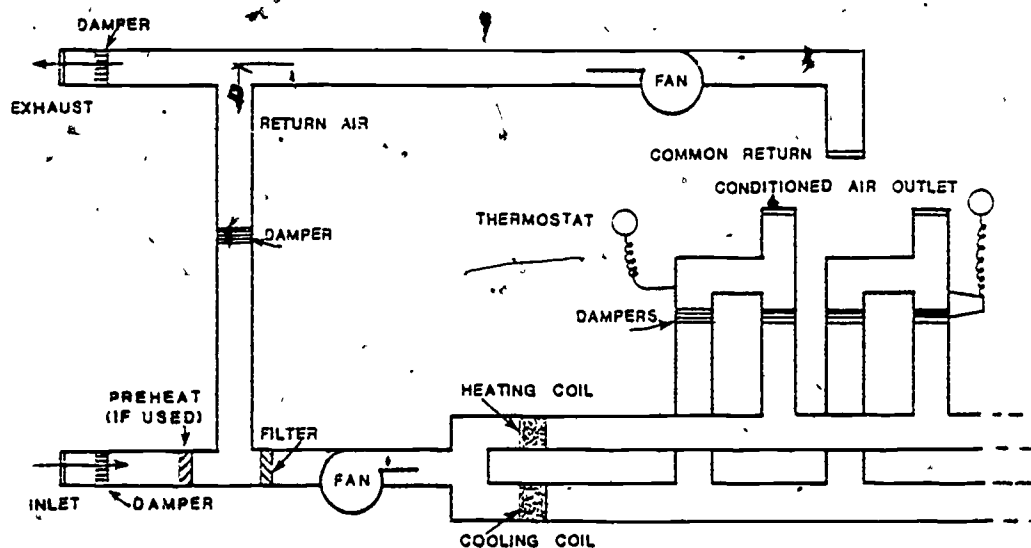 DAMPER
FAN
EXHAUST
RETURN AIR
COMMON RETURN
CONDITIONED AIR OUTLET
THERMOSTAT
DAMPER
DAMPERS
PREHEAT
(IF USED)
HEATING COIL
FILTER
FAN
INLET
DAMPER
COOLING COIL